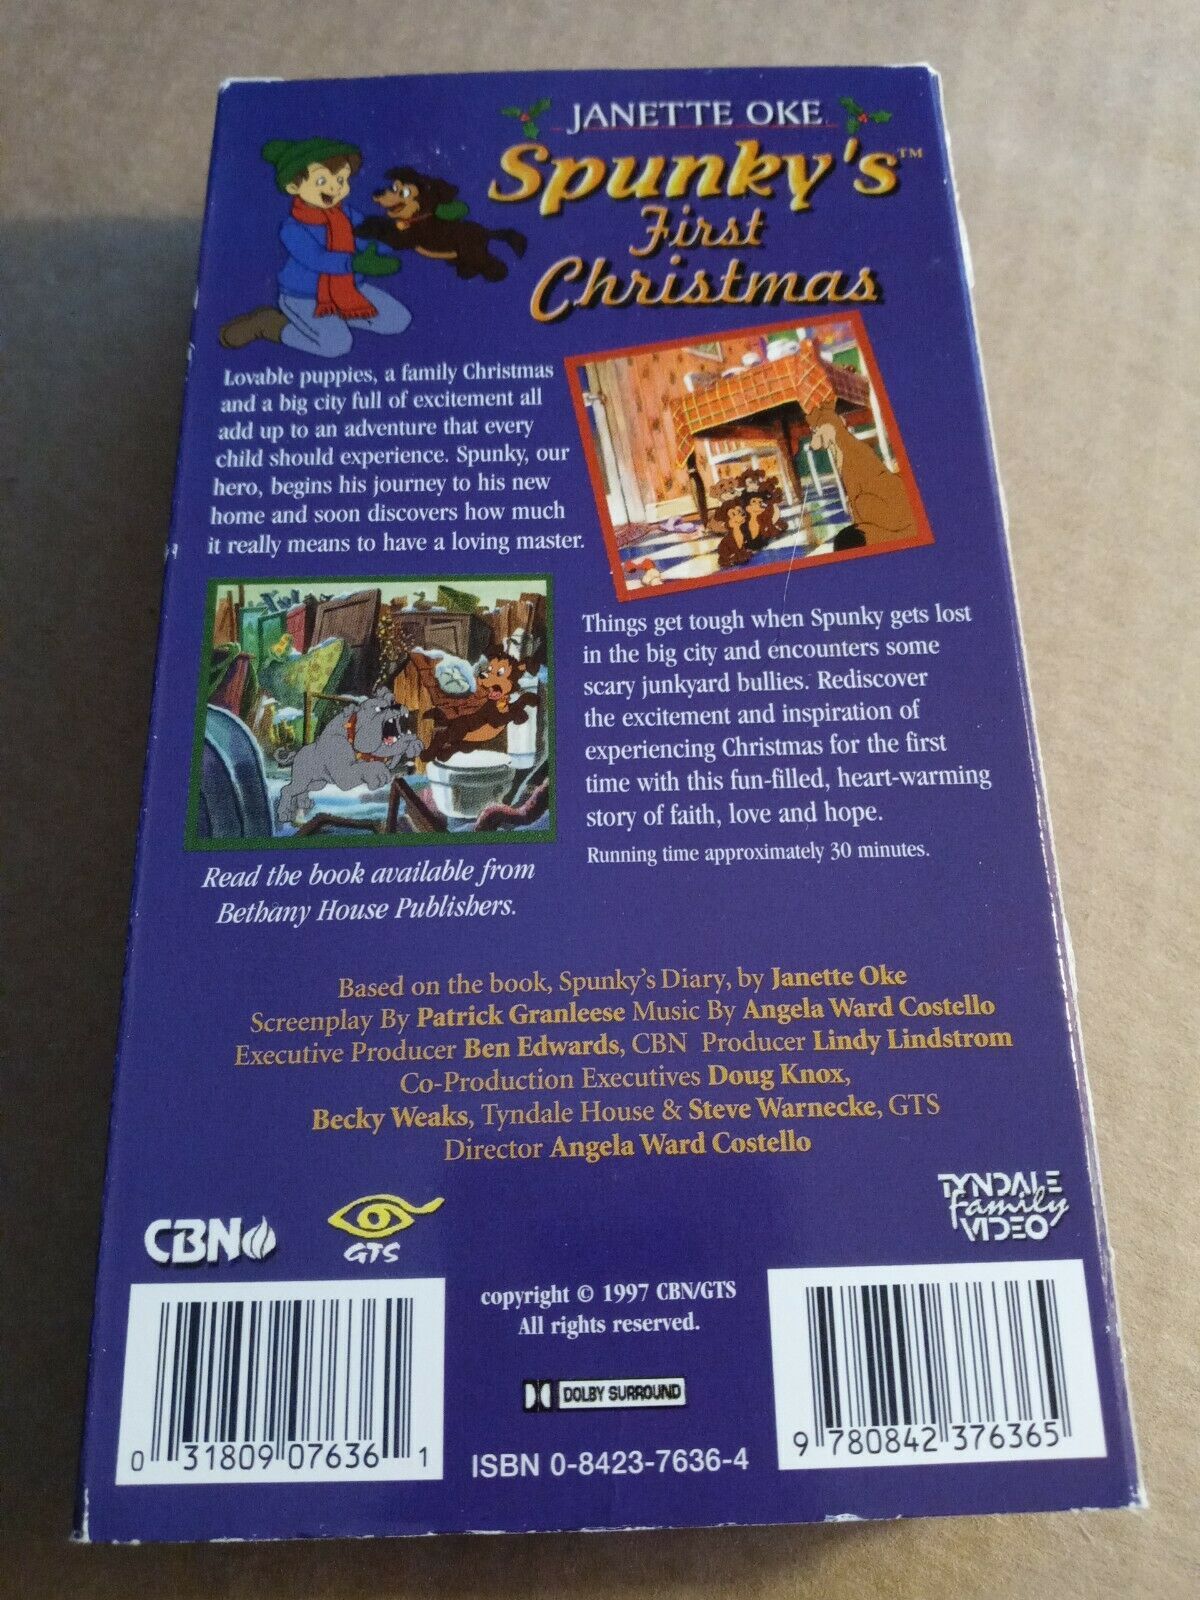 JANETTE OKE
Spunky's™
First
Christmas
Lovable puppies, a family Christmas
and a big city full of excitement all
add up to an adventure that every
child should experience. Spunky, our
hero, begins his journey to his new
home and soon discovers how much
it really means to have a loving master.
Things get tough when Spunky gets lost
in the big city and encounters some
scary junkyard bullies. Rediscover
the excitement and inspiration of
experiencing Christmas for the first
time with this fun-filled, heart-warming
story of faith, love and hope.
Running time approximately 30 minutes.
Read the book available from
Bethany House Publishers.
Based on the book, Spunky's Diary, by Janette Oke
Screenplay By Patrick Granleese Music By Angela Ward Costello
Executive Producer Ben Edwards, CBN Producer Lindy Lindstrom
Co-Production Executives Doug Knox,
Becky Weaks, Tyndale House & Steve Warnecke, GTS
Director Angela Ward Costello
CBN
GTS
TYNDALE
family
VIDEO
copyright © 1997 CBN/GTS
All rights reserved.
DOLBY SURROUND
ISBN 0-8423-7636-4
0 31809 07636 1
9 780842 376365